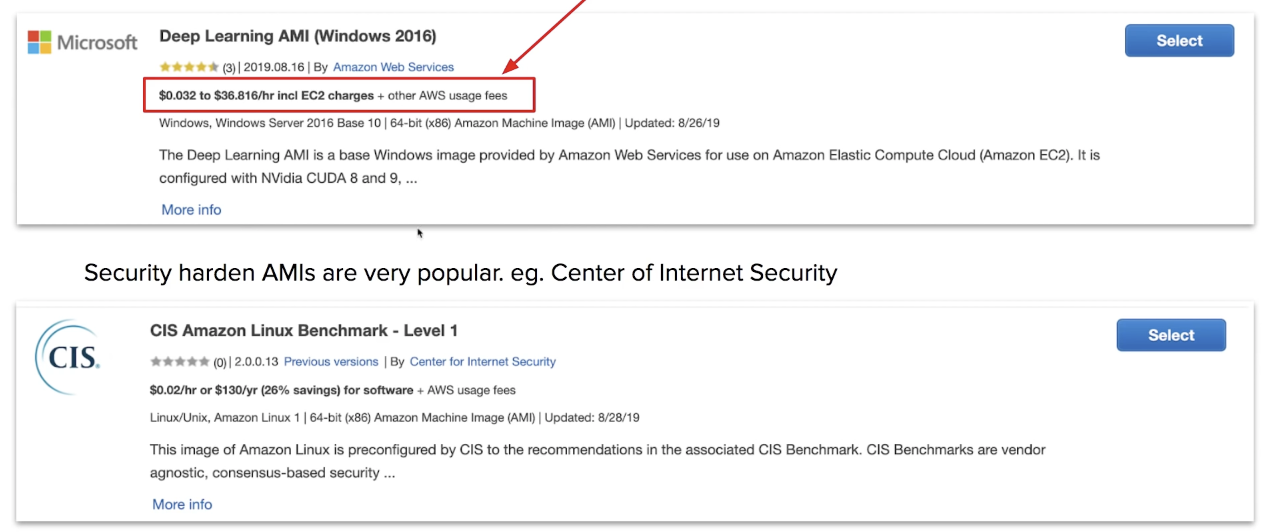 Microsoft
Deep Learning AMI (Windows 2016)
Select
(3) | 2019.08.16 | By Amazon Web Services
$0.032 to $36.816/hr incl EC2 charges + other AWS usage fees
Windows, Windows Server 2016 Base 10 | 64-bit (x86) Amazon Machine Image (AMI) | Updated: 8/26/19
The Deep Learning AMI is a base Windows image provided by Amazon Web Services for use on Amazon Elastic Compute Cloud (Amazon EC2). It is
configured with NVidia CUDA 8 and 9, ...
More info
Security harden AMIs are very popular. eg. Center of Internet Security
CIS.
CIS Amazon Linux Benchmark - Level 1
Select
(0) | 2.0.0.13 Previous versions | By Center for Internet Security
$0.02/hr or $130/yr (26% savings) for software + AWS usage fees
Linux/Unix, Amazon Linux 1 | 64-bit (x86) Amazon Machine Image (AMI) | Updated: 8/28/19
This image of Amazon Linux is preconfigured by CIS to the recommendations in the associated CIS Benchmark. CIS Benchmarks are vendor
agnostic, consensus-based security ...
More info